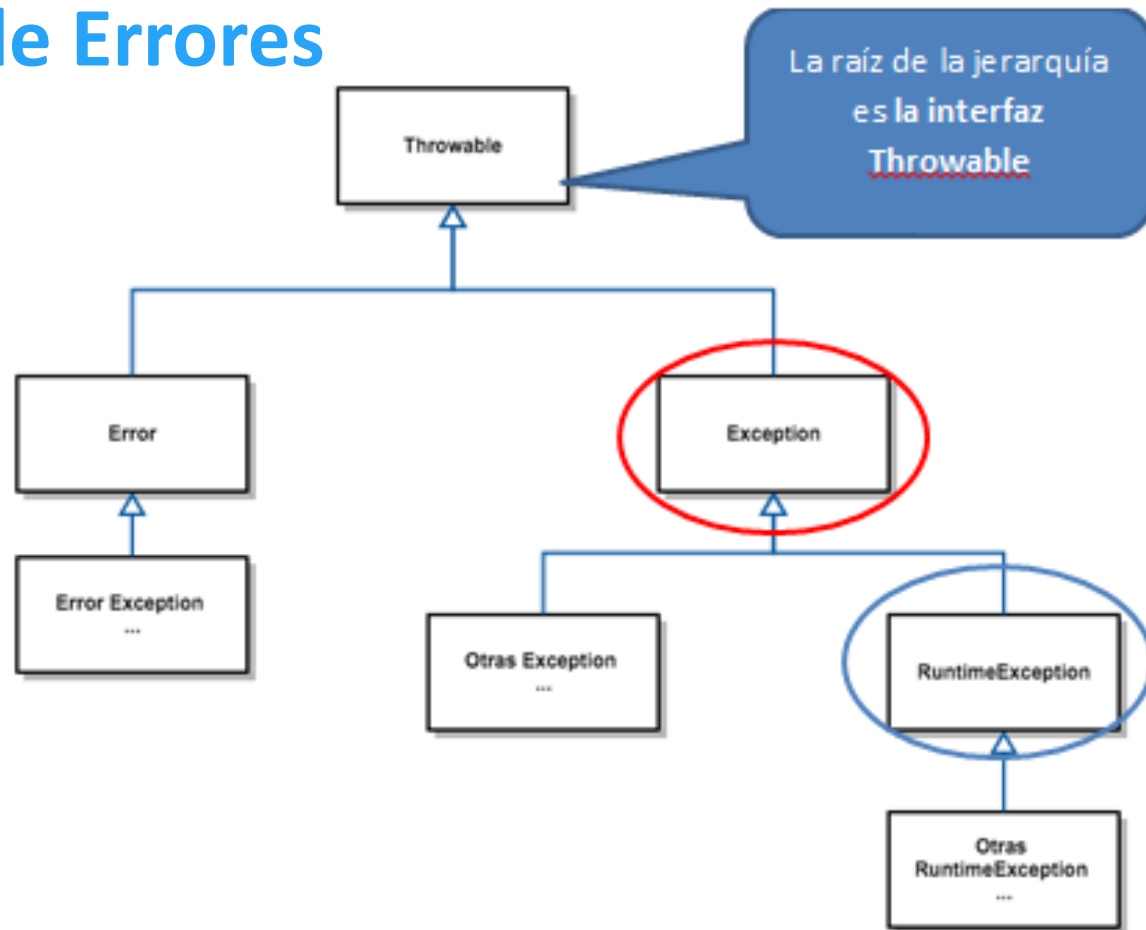 le Errores
La raíz de la jerarquía
es la interfaz
Throwable
Throwable
Error
Exception
Error Exception
...
Otras Exception
...
RuntimeException
Otras
RuntimeException
...